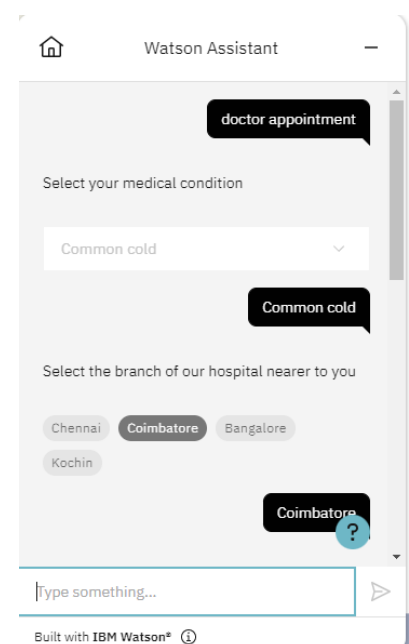 Watson Assistant
doctor appointment
Select your medical condition
Common cold
Common cold
Select the branch of our hospital nearer to you
Chennai Coimbatore Bangalore
Kochin
Coimbatore
?
Type something...
Built with IBM Watson® ⓘ